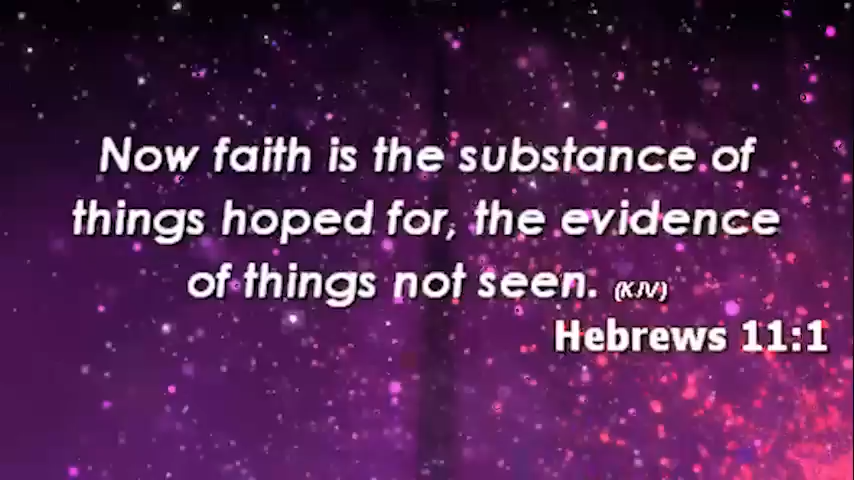 Now faith is the substance of
things hoped for, the evidence
of things not seen. (KJV)
Hebrews 11:1